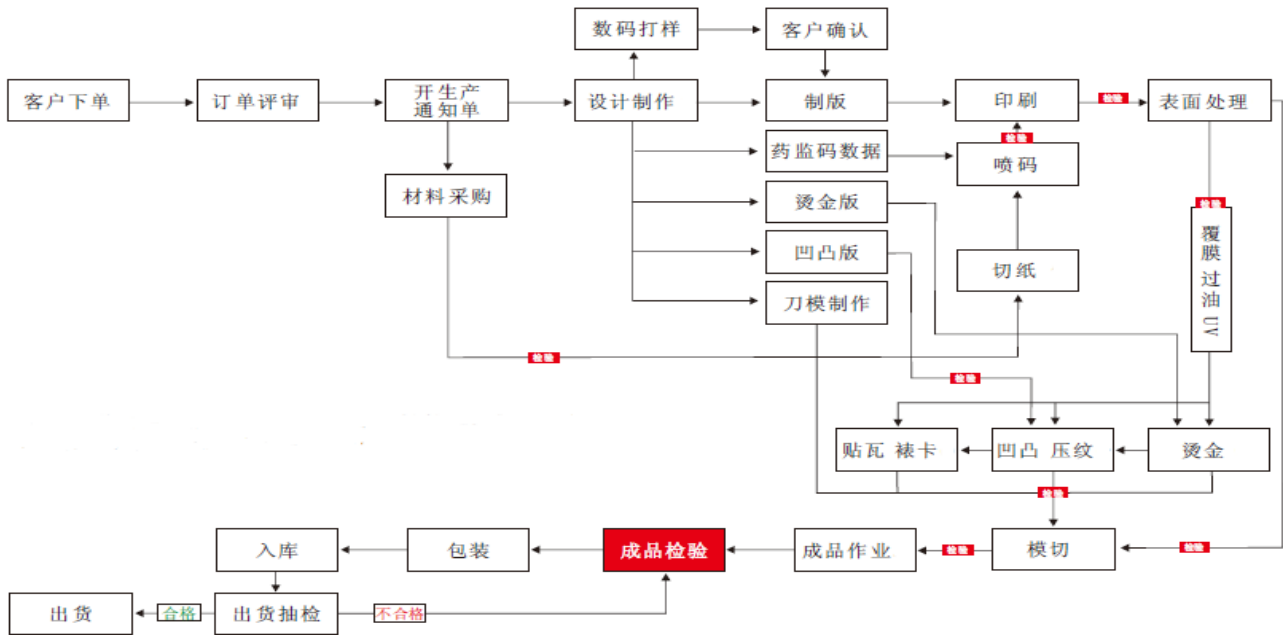 数码打样
客户确认
客户下单
订单评审
开生产
通知单
设计制作
制版
印刷
检验
表面处理
检验
药监码数据
喷码
材料采购
烫金版
检验
覆膜 过油 UV
凹凸版
切纸
刀模制作
检验
检验
贴瓦 裱卡
凹凸 压纹
烫金
检验
入库
包装
成品检验
成品作业
检验
模切
检验
出货
合格
出货抽检
不合格